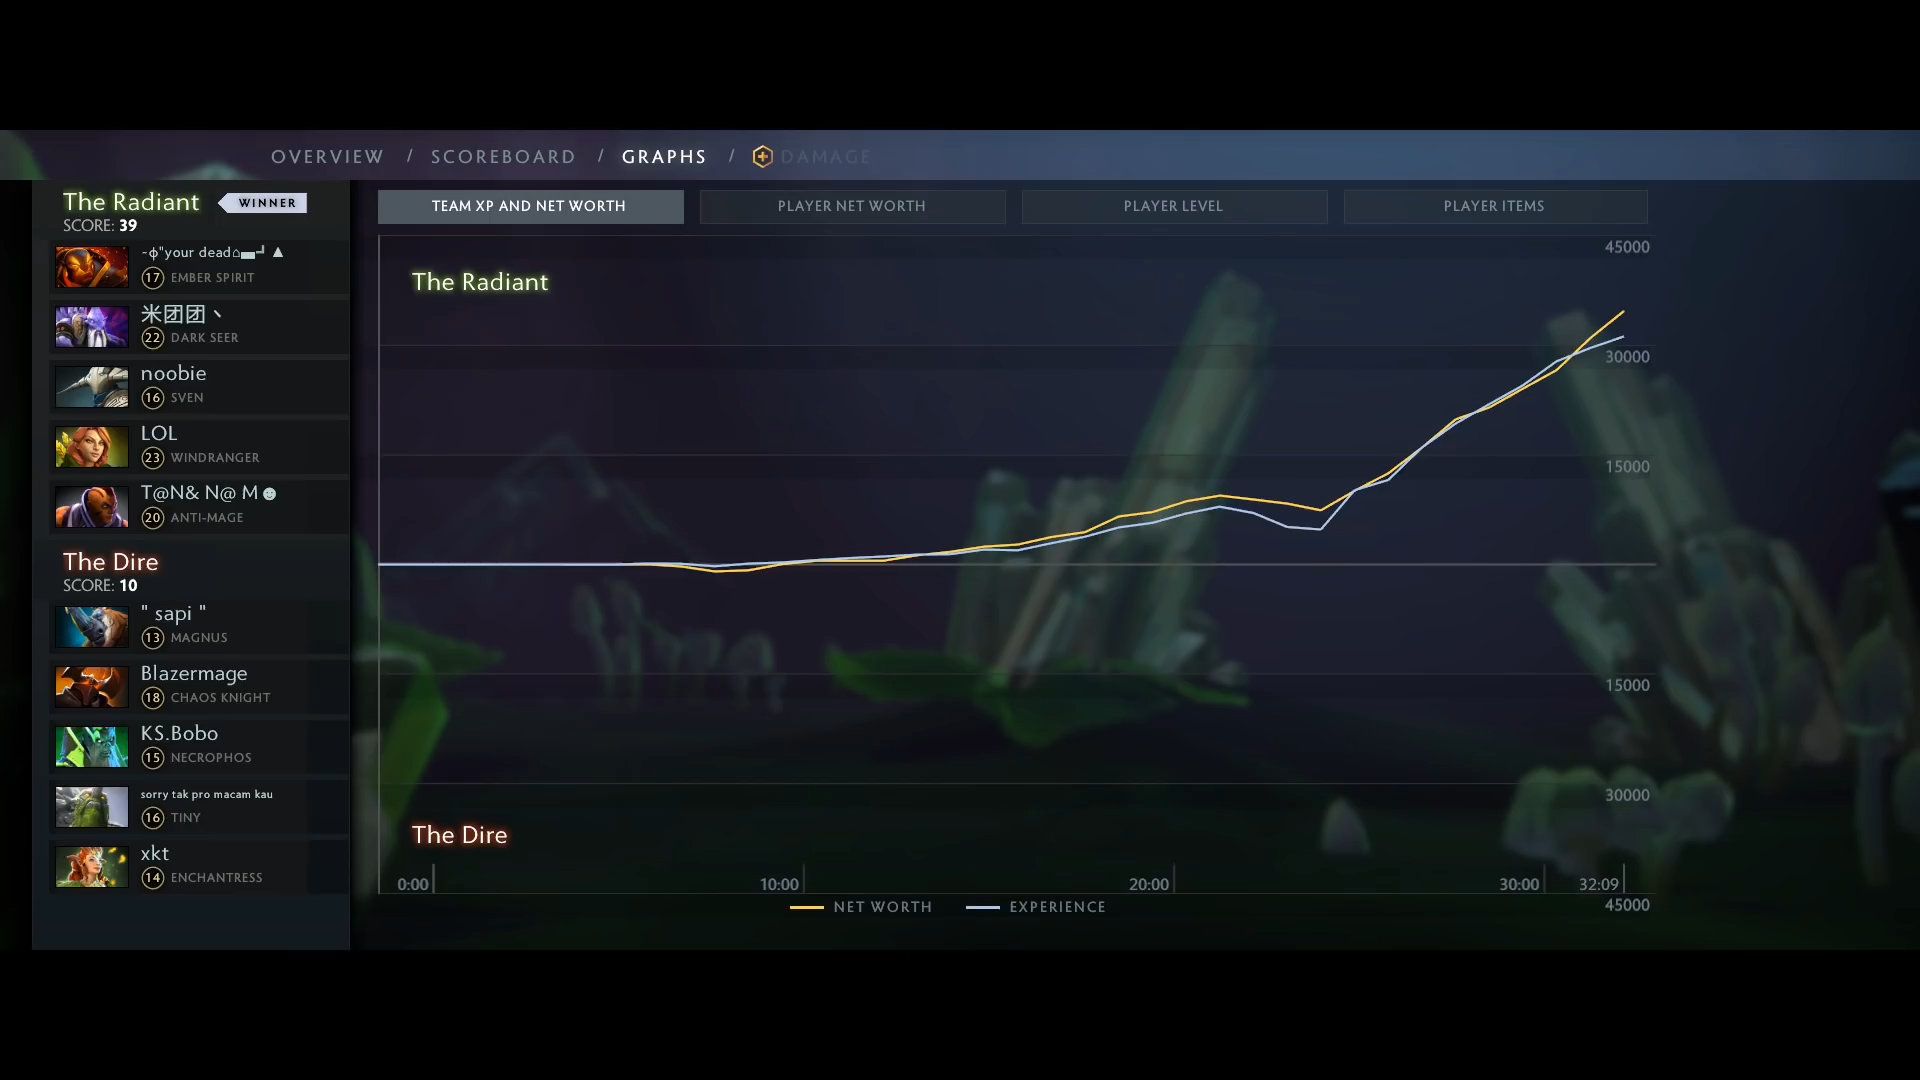 OVERVIEW / SCOREBOARD / GRAPHS / DAMAGE
The Radiant WINNER
SCORE: 39
-ф"your dead⌂▬╛ ▲
17 EMBER SPIRIT
米团团丶
22 DARK SEER
noobie
16 SVEN
LOL
23 WINDRANGER
T@N& N@ M☻
20 ANTI-MAGE
The Dire
SCORE: 10
" sapi "
13 MAGNUS
Blazermage
18 CHAOS KNIGHT
KS.Bobo
15 NECROPHOS
sorry tak pro macam kau
16 TINY
xkt
14 ENCHANTRESS
TEAM XP AND NET WORTH
PLAYER NET WORTH
PLAYER LEVEL
PLAYER ITEMS
45000
The Radiant
30000
15000
15000
30000
The Dire
0:00 10:00 20:00 30:00 32:09
45000
NET WORTH EXPERIENCE